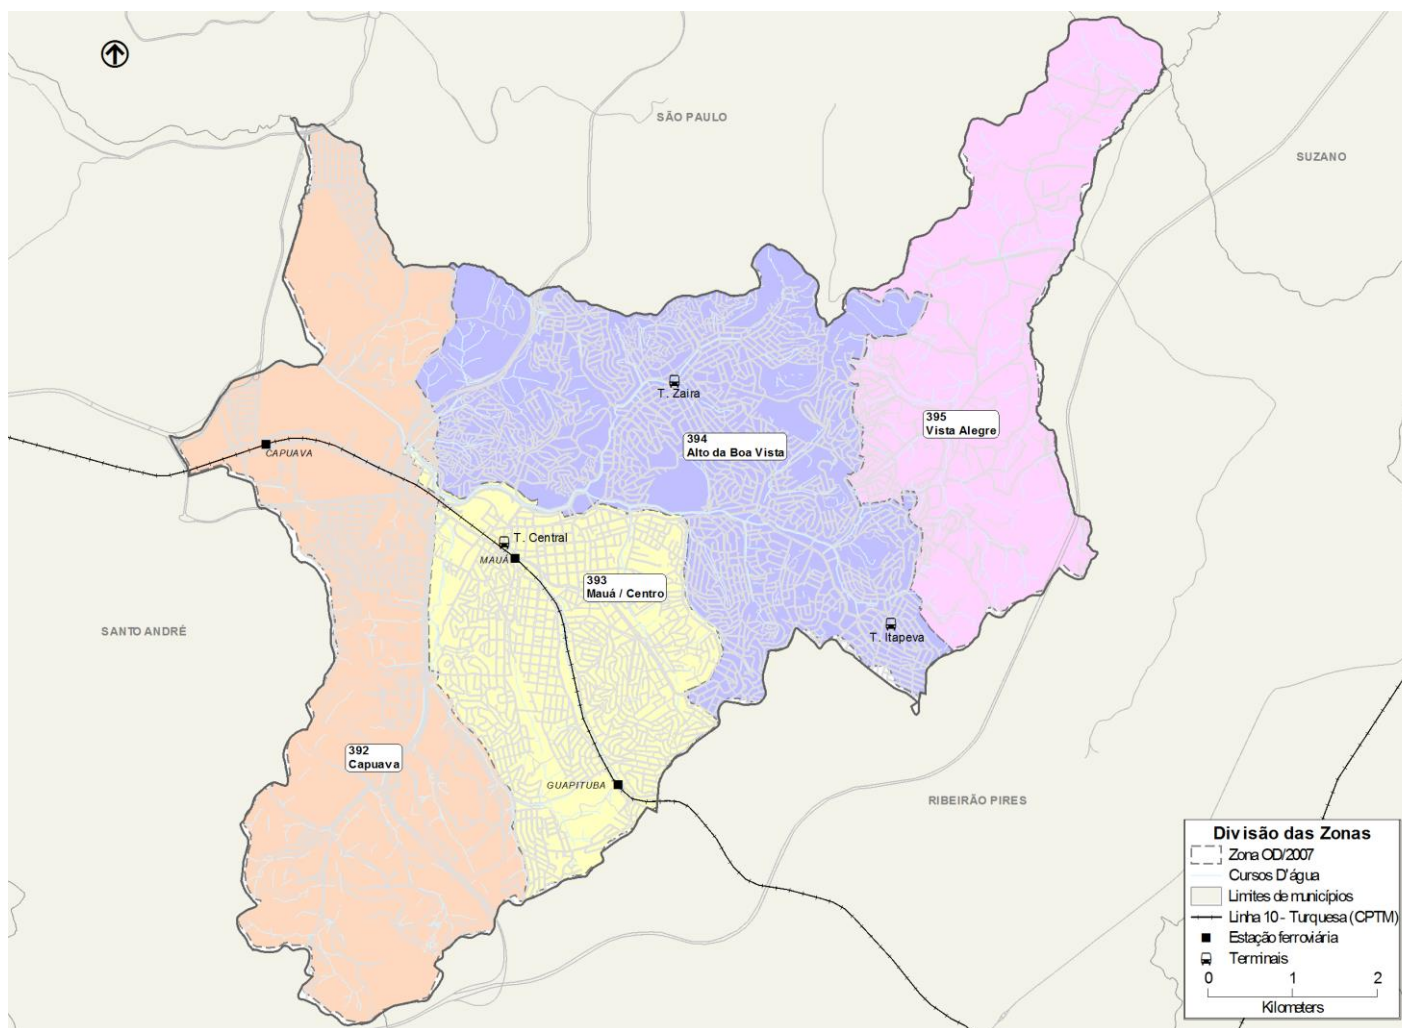 SÃO PAULO
SUZANO
T. Zaira
395
Vista Alegre
394
Alto da Boa Vista
CAPUAVA
T. Central
MAUÁ
393
Mauá / Centro
SANTO ANDRÉ
T. Itapeva
392
Capuava
GUAPITUBA
RIBEIRÃO PIRES
Divisão das Zonas
Zona OD/2007
Cursos D'água
Limites de municípios
Linha 10 - Turquesa (CPTM)
Estação ferroviária
Terminais
0 1 2
Kilometers